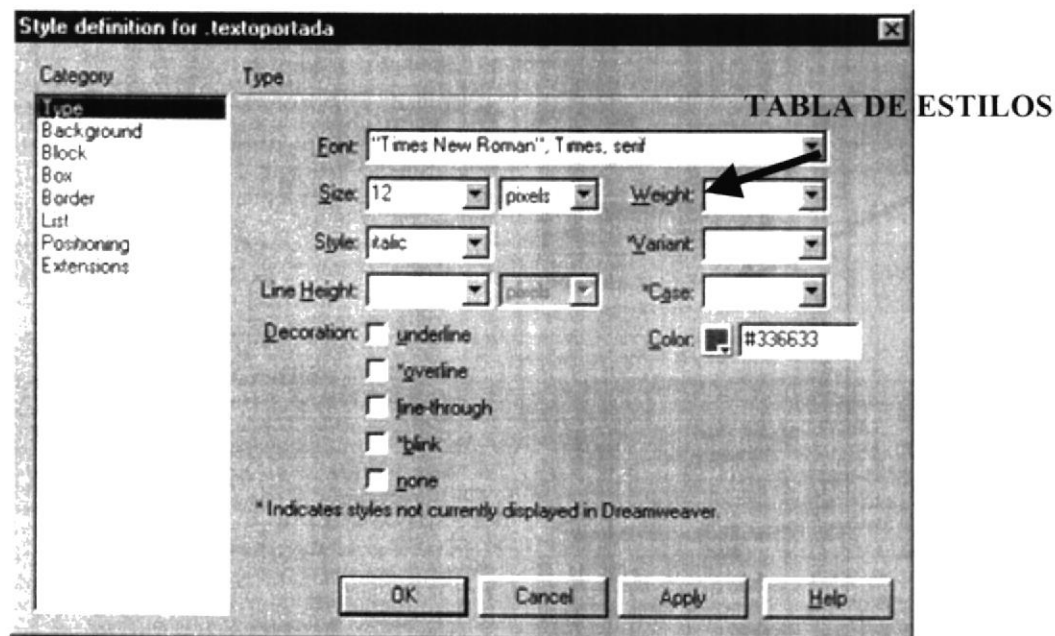 Style definition for .textoportada
Category
Type
Type
Background
Block
Box
Border
List
Positioning
Extensions
TABLA DE ESTILOS
Font: "Times New Roman", Times, serif
Size: 12 pixels Weight:
Style: italic *Variant:
Line Height: pixels *Case:
Decoration: underline Color: #336633
*overline
line-through
*blink
none
* Indicates styles not currently displayed in Dreamweaver.
OK Cancel Apply Help